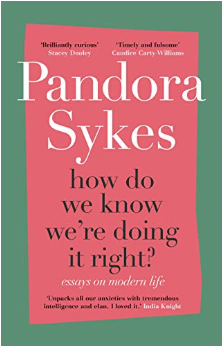 'Brilliantly curious' 'Timely and fulsome'
Stacey Dooley Candice Carty-Williams
Pandora
Sykes
how do
we know
we're doing
it right?
essays on modern life
'Unpacks all our anxieties with tremendous
intelligence and elan. I loved it.' India Knight